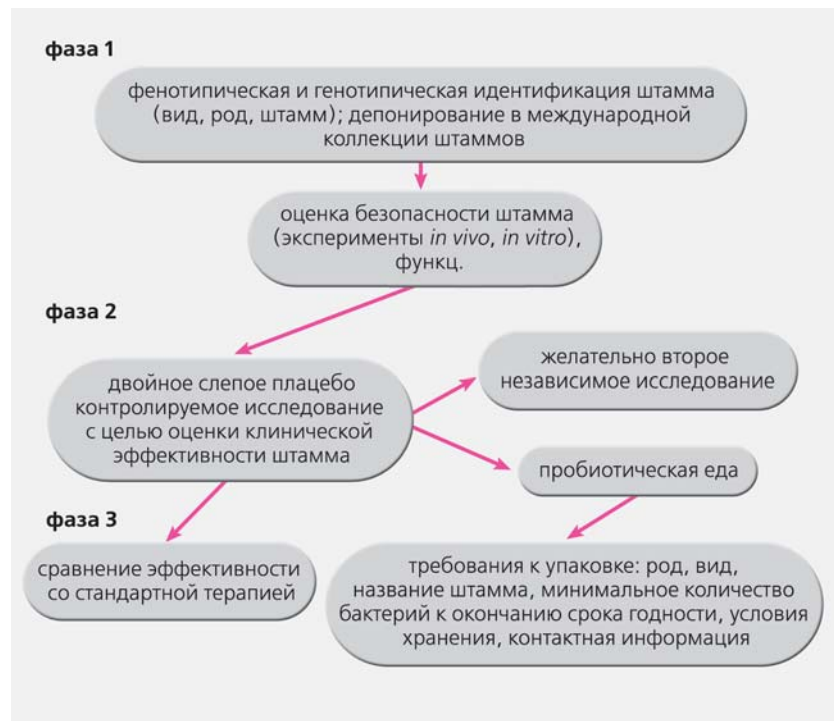 фаза 1
фенотипическая и генотипическая идентификация штамма
(вид, род, штамм); депонирование в международной
коллекции штаммов
оценка безопасности штамма
(эксперименты in vivo, in vitro),
функц.
фаза 2
двойное слепое плацебо
контролируемое исследование
с целью оценки клинической
эффективности штамма
желательно второе
независимое исследование
пробиотическая еда
фаза 3
сравнение эффективности
со стандартной терапией
требования к упаковке: род, вид,
название штамма, минимальное количество
бактерий к окончанию срока годности, условия
хранения, контактная информация